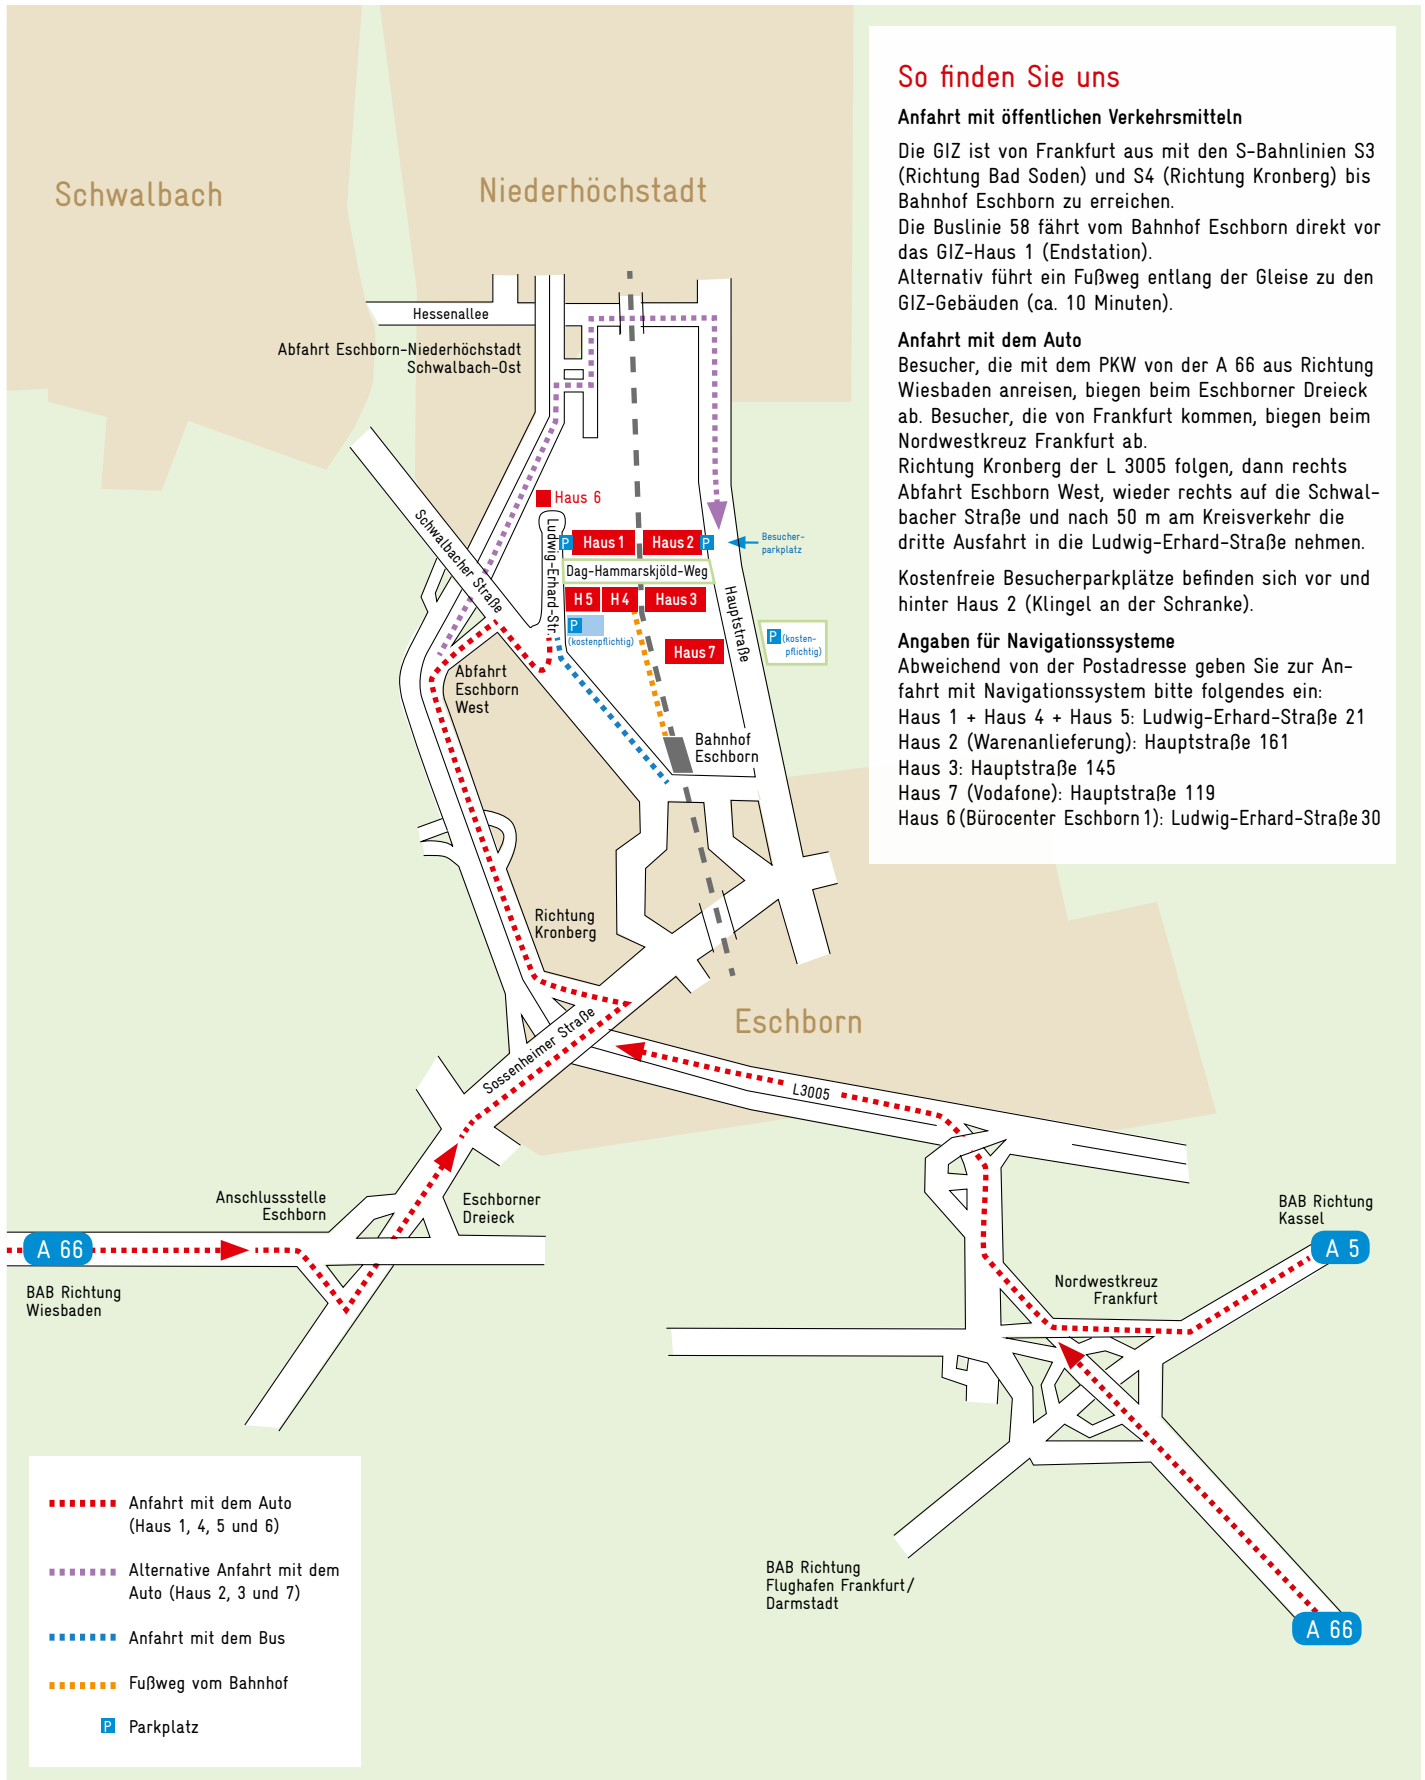 So finden Sie uns
Anfahrt mit öffentlichen Verkehrsmitteln
Die GIZ ist von Frankfurt aus mit den S-Bahnlinien S3
(Richtung Bad Soden) und S4 (Richtung Kronberg) bis
Bahnhof Eschborn zu erreichen.
Die Buslinie 58 fährt vom Bahnhof Eschborn direkt vor
das GIZ-Haus 1 (Endstation).
Alternativ führt ein Fußweg entlang der Gleise zu den
GIZ-Gebäuden (ca. 10 Minuten).
Anfahrt mit dem Auto
Besucher, die mit dem PKW von der A 66 aus Richtung
Wiesbaden anreisen, biegen beim Eschborner Dreieck
ab. Besucher, die von Frankfurt kommen, biegen beim
Nordwestkreuz Frankfurt ab.
Richtung Kronberg der L 3005 folgen, dann rechts
Abfahrt Eschborn West, wieder rechts auf die Schwal-
bacher Straße und nach 50 m am Kreisverkehr die
dritte Ausfahrt in die Ludwig-Erhard-Straße nehmen.
Kostenfreie Besucherparkplätze befinden sich vor und
hinter Haus 2 (Klingel an der Schranke).
Angaben für Navigationssysteme
Abweichend von der Postadresse geben Sie zur An-
fahrt mit Navigationssystem bitte folgendes ein:
Haus 1 + Haus 4 + Haus 5: Ludwig-Erhard-Straße 21
Haus 2 (Warenanlieferung): Hauptstraße 161
Haus 3: Hauptstraße 145
Haus 7 (Vodafone): Hauptstraße 119
Haus 6 (Bürocenter Eschborn 1): Ludwig-Erhard-Straße 30
Schwalbach
Niederhöchstadt
Hessenallee
Abfahrt Eschborn-Niederhöchstadt
Schwalbach-Ost
Haus 6
Schwalbacher Straße
Ludwig-Erhard-Str.
P
Haus 1
Haus 2
P
Besucher-
parkplatz
Dag-Hammarskjöld-Weg
H 5
H 4
Haus 3
Hauptstraße
P
(kostenpflichtig)
P
(kosten-
pflichtig)
Haus 7
Abfahrt
Eschborn
West
Bahnhof
Eschborn
Richtung
Kronberg
Eschborn
Sossenheimer Straße
L3005
Anschlussstelle
Eschborn
Eschborner
Dreieck
A 66
BAB Richtung
Wiesbaden
BAB Richtung
Kassel
A 5
Nordwestkreuz
Frankfurt
BAB Richtung
Flughafen Frankfurt/
Darmstadt
A 66
Anfahrt mit dem Auto
(Haus 1, 4, 5 und 6)
Alternative Anfahrt mit dem
Auto (Haus 2, 3 und 7)
Anfahrt mit dem Bus
Fußweg vom Bahnhof
P
Parkplatz